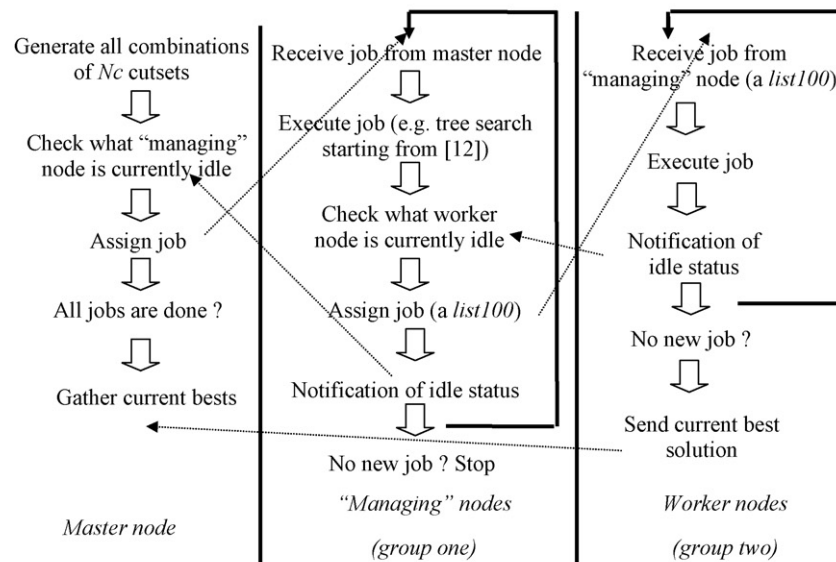 Generate all combinations
of Nc cutsets
Check what “managing”
node is currently idle
Assign job
All jobs are done ?
Gather current bests
Master node
Receive job from master node
Execute job (e.g. tree search
starting from [12])
Check what worker
node is currently idle
Assign job (a list100)
Notification of idle status
No new job ? Stop
“Managing” nodes
(group one)
Receive job from
“managing” node (a list100)
Execute job
Notification of
idle status
No new job ?
Send current best
solution
Worker nodes
(group two)